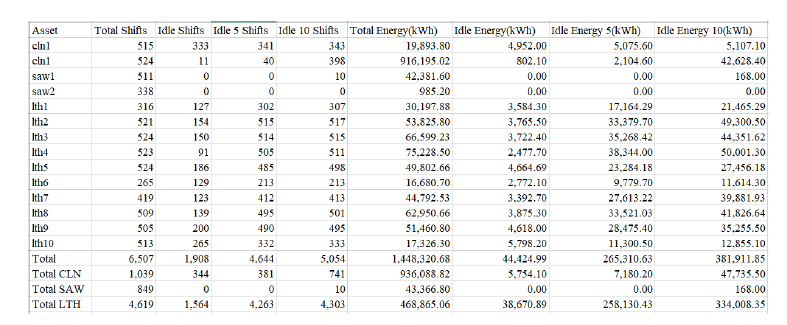 Asset Total Shifts Idle Shifts Idle 5 Shifts Idle 10 Shifts Total Energy(kWh) Idle Energy(kWh) Idle Energy 5(kWh) Idle Energy 10(kWh)
cln1 515 333 341 343 19,893.80 4,952.00 5,075.60 5,107.10
cln1 524 11 40 398 916,195.02 802.10 2,104.60 42,628.40
saw1 511 0 0 10 42,381.60 0.00 0.00 168.00
saw2 338 0 0 0 985.20 0.00 0.00 0.00
lth1 316 127 302 307 30,197.88 3,584.30 17,164.29 21,465.29
lth2 521 154 515 517 53,825.80 3,765.50 33,379.70 49,300.50
lth3 524 150 514 515 66,599.23 3,722.40 35,268.42 44,351.62
lth4 523 91 505 511 75,228.50 2,477.70 38,344.00 50,001.30
lth5 524 186 485 498 49,802.66 4,664.69 23,284.18 27,456.18
lth6 265 129 213 213 16,680.70 2,772.10 9,779.70 11,614.30
lth7 419 123 412 413 44,792.53 3,392.70 27,613.22 39,881.93
lth8 509 139 495 501 62,950.66 3,875.30 33,521.03 41,826.64
lth9 505 200 490 495 51,460.80 4,618.00 28,475.40 35,255.50
lth10 513 265 332 333 17,326.30 5,798.20 11,300.50 12,855.10
Total 6,507 1,908 4,644 5,054 1,448,320.68 44,424.99 265,310.63 381,911.85
Total CLN 1,039 344 381 741 936,088.82 5,754.10 7,180.20 47,735.50
Total SAW 849 0 0 10 43,366.80 0.00 0.00 168.00
Total LTH 4,619 1,564 4,263 4,303 468,865.06 38,670.89 258,130.43 334,008.35